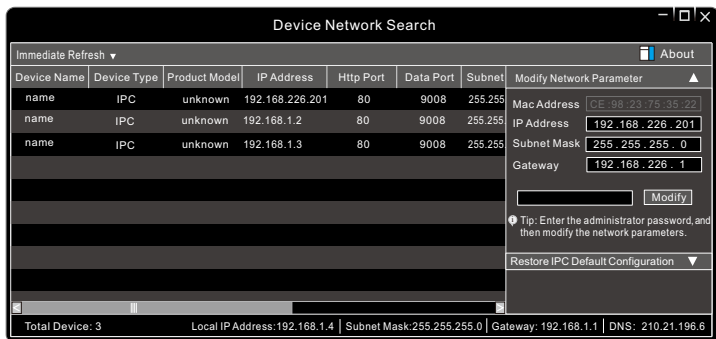 Device Network Search
Immediate Refresh
About
Device Name Device Type Product Model IP Address Http Port Data Port Subnet
name IPC unknown 192.168.226.201 80 9008 255.255
name IPC unknown 192.168.1.2 80 9008 255.255.
name IPC unknown 192.168.1.3 80 9008 255.255.
Modify Network Parameter
Mac Address CE:98:23:75:35:22
IP Address 192.168.226.201
Subnet Mask 255.255.255.0
Gateway 192.168.226.1
Modify
Tip: Enter the administrator password,and
then modify the network parameters.
Restore IPC Default Configuration
Total Device: 3 Local IP Address:192.168.1.4 Subnet Mask:255.255.255.0 Gateway: 192.168.1.1 DNS: 210.21.196.6